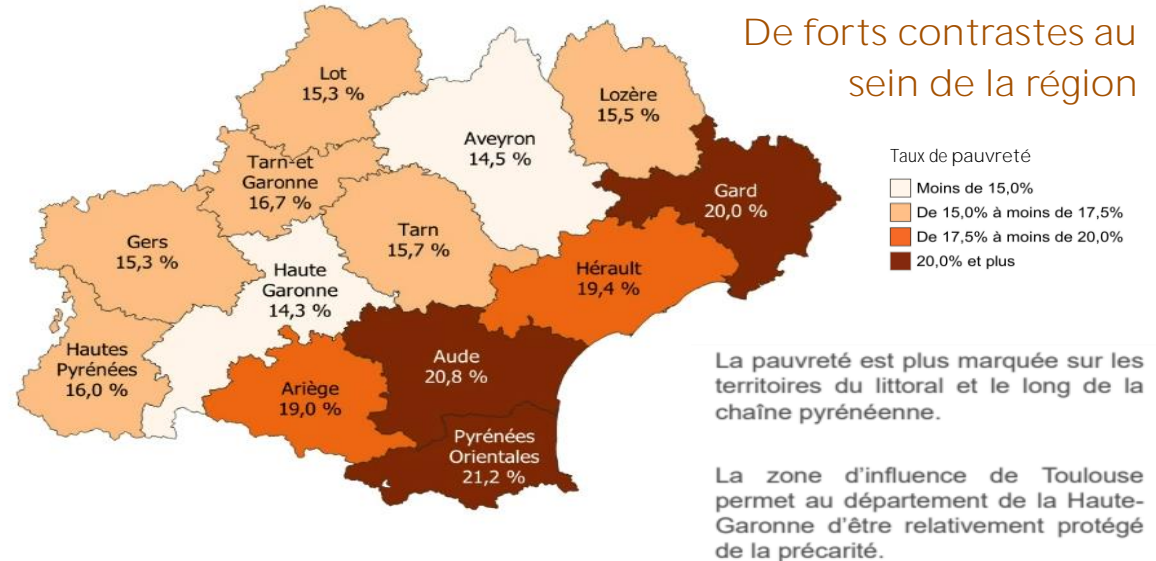 De forts contrastes au
sein de la région
Lot
15,3 %
Lozère
15,5 %
Aveyron
14,5 %
Tarn-et
Garonne
16,7 %
Gard
20,0 %
Tarn
15,7 %
Gers
15,3 %
Haute
Garonne
14,3 %
Hérault
19,4 %
Hautes
Pyrénées
16,0 %
Aude
20,8 %
Ariège
19,0 %
Pyrénées
Orientales
21,2 %
Taux de pauvreté
Moins de 15,0%
De 15,0% à moins de 17,5%
De 17,5% à moins de 20,0%
20,0% et plus
La pauvreté est plus marquée sur les
territoires du littoral et le long de la
chaîne pyrénéenne.
La zone d'influence de Toulouse
permet au département de la Haute-
Garonne d'être relativement protégé
de la précarité.